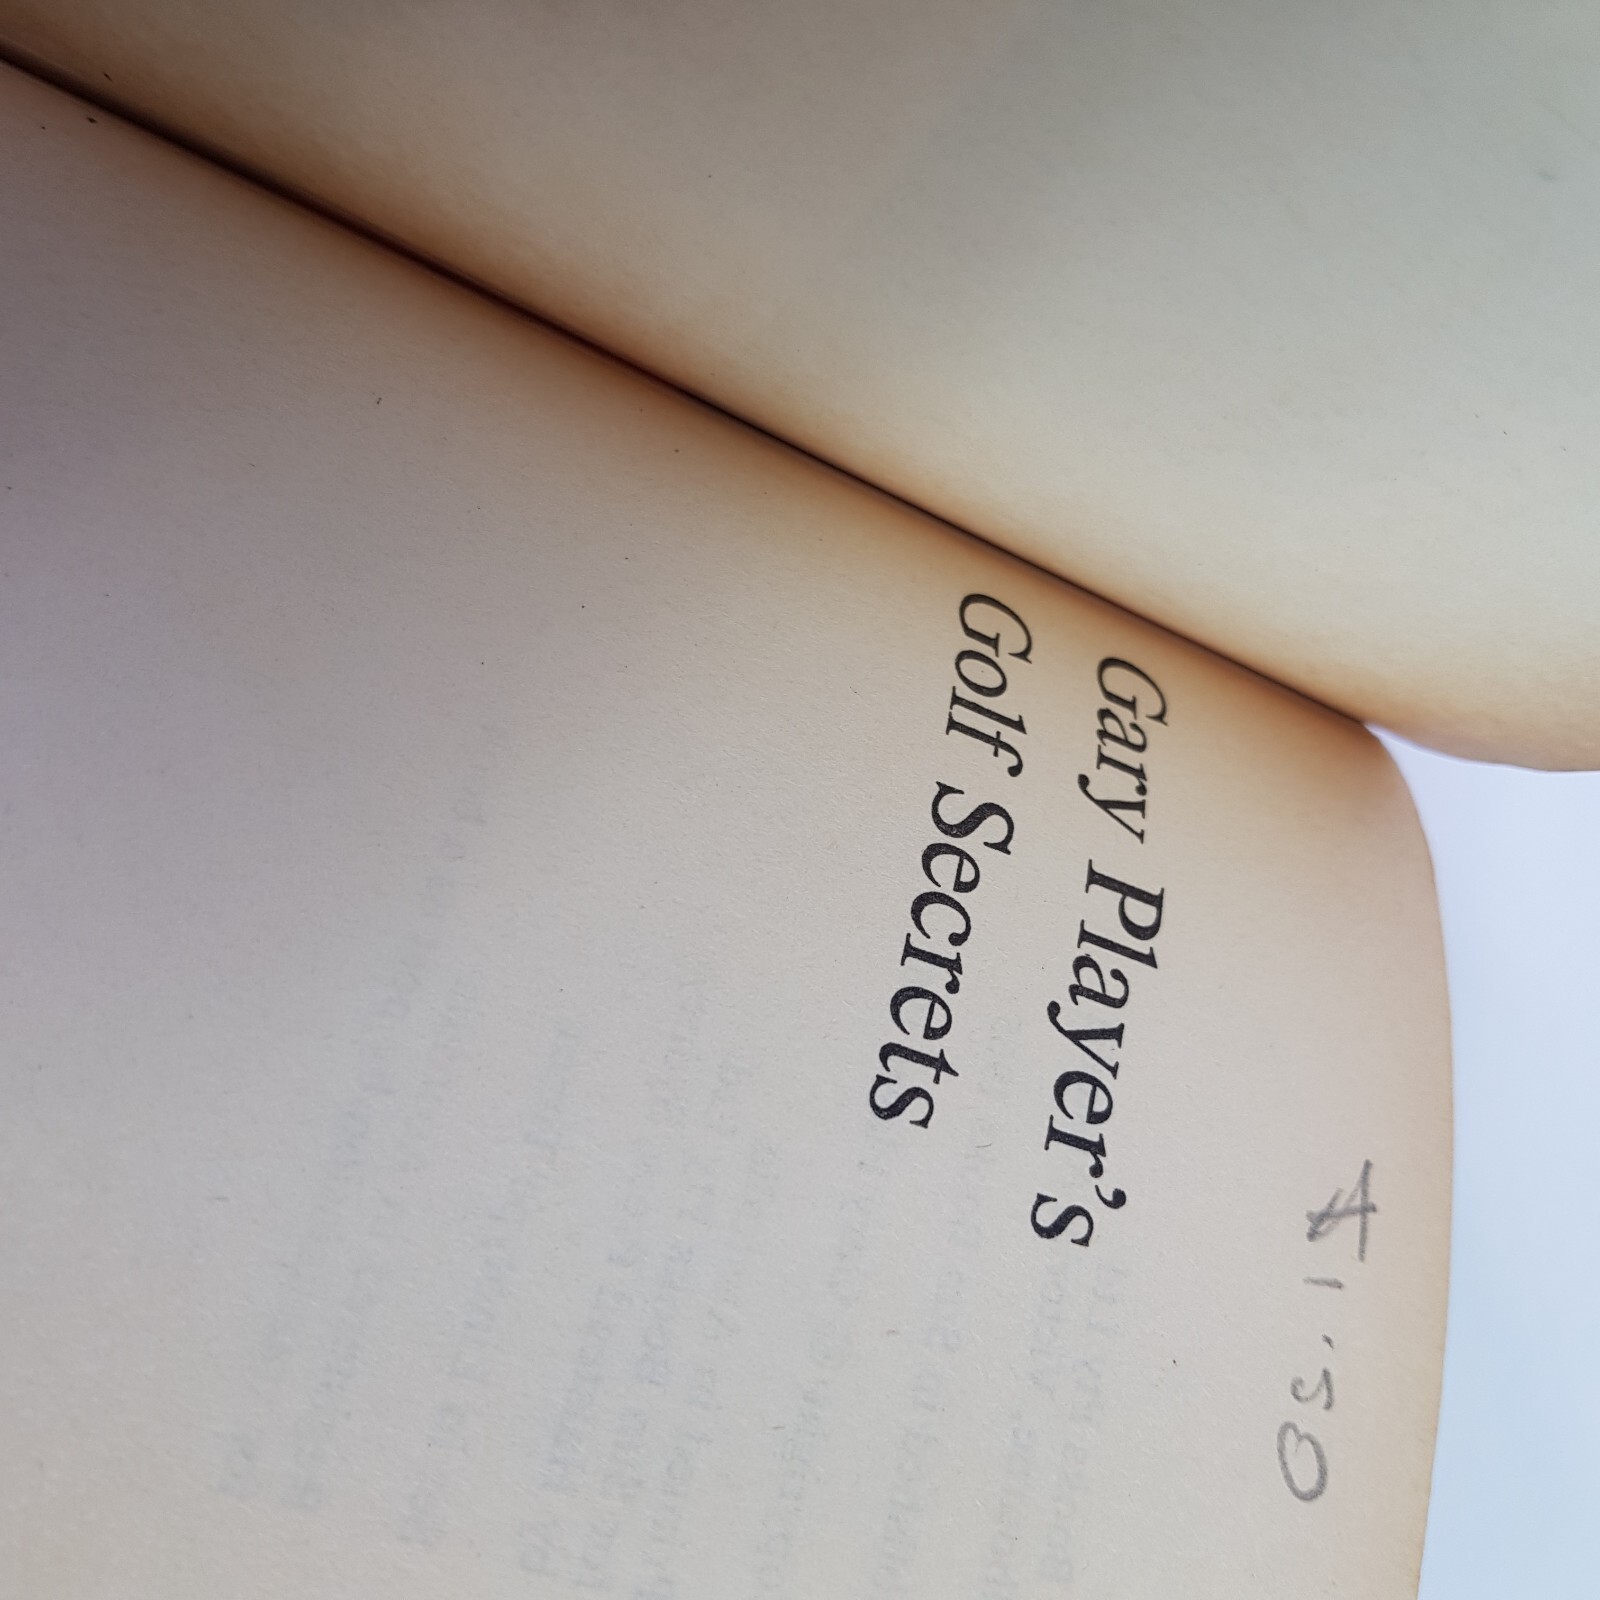 $1.50
Gary Player's
Golf Secrets